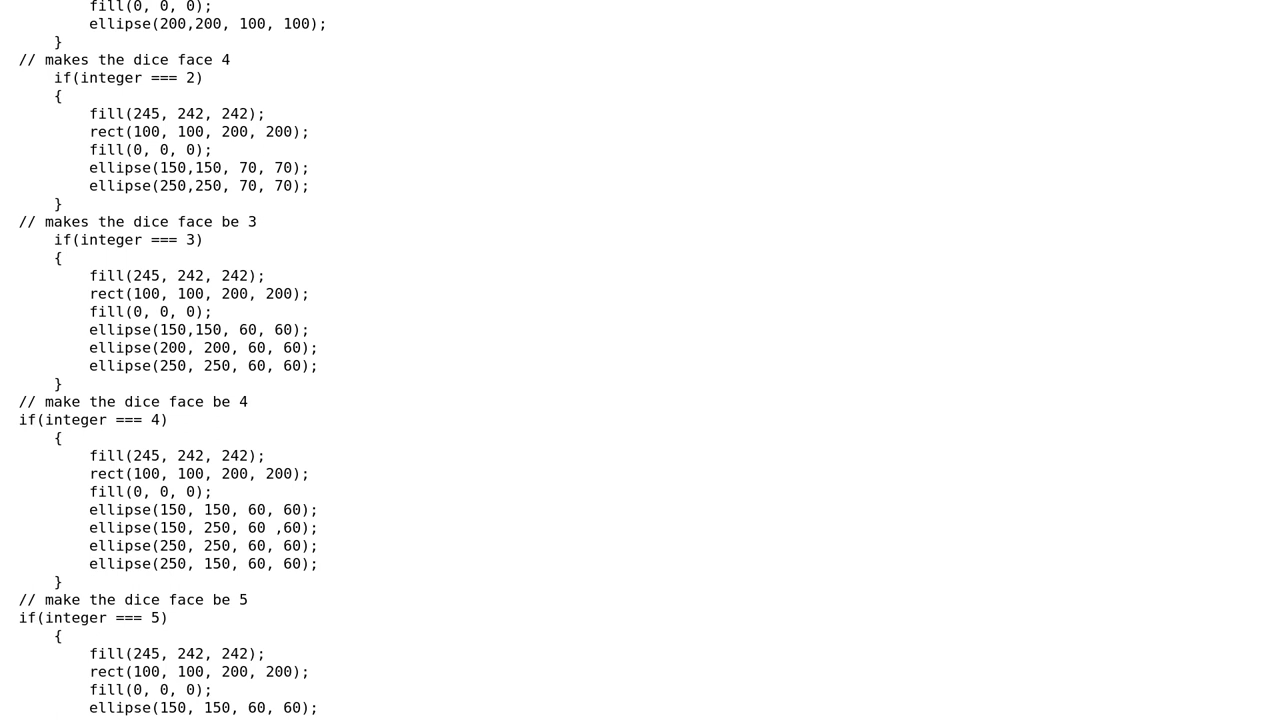 fill(0, 0, 0);
ellipse(200,200, 100, 100);
}
// makes the dice face 4
if(integer === 2)
{
fill(245, 242, 242);
rect(100, 100, 200, 200);
fill(0, 0, 0);
ellipse(150,150, 70, 70);
ellipse(250,250, 70, 70);
}
// makes the dice face be 3
if(integer === 3)
{
fill(245, 242, 242);
rect(100, 100, 200, 200);
fill(0, 0, 0);
ellipse(150,150, 60, 60);
ellipse(200, 200, 60, 60);
ellipse(250, 250, 60, 60);
}
// make the dice face be 4
if(integer === 4)
{
fill(245, 242, 242);
rect(100, 100, 200, 200);
fill(0, 0, 0);
ellipse(150, 150, 60, 60);
ellipse(150, 250, 60 ,60);
ellipse(250, 250, 60, 60);
ellipse(250, 150, 60, 60);
}
// make the dice face be 5
if(integer === 5)
{
fill(245, 242, 242);
rect(100, 100, 200, 200);
fill(0, 0, 0);
ellipse(150, 150, 60, 60);